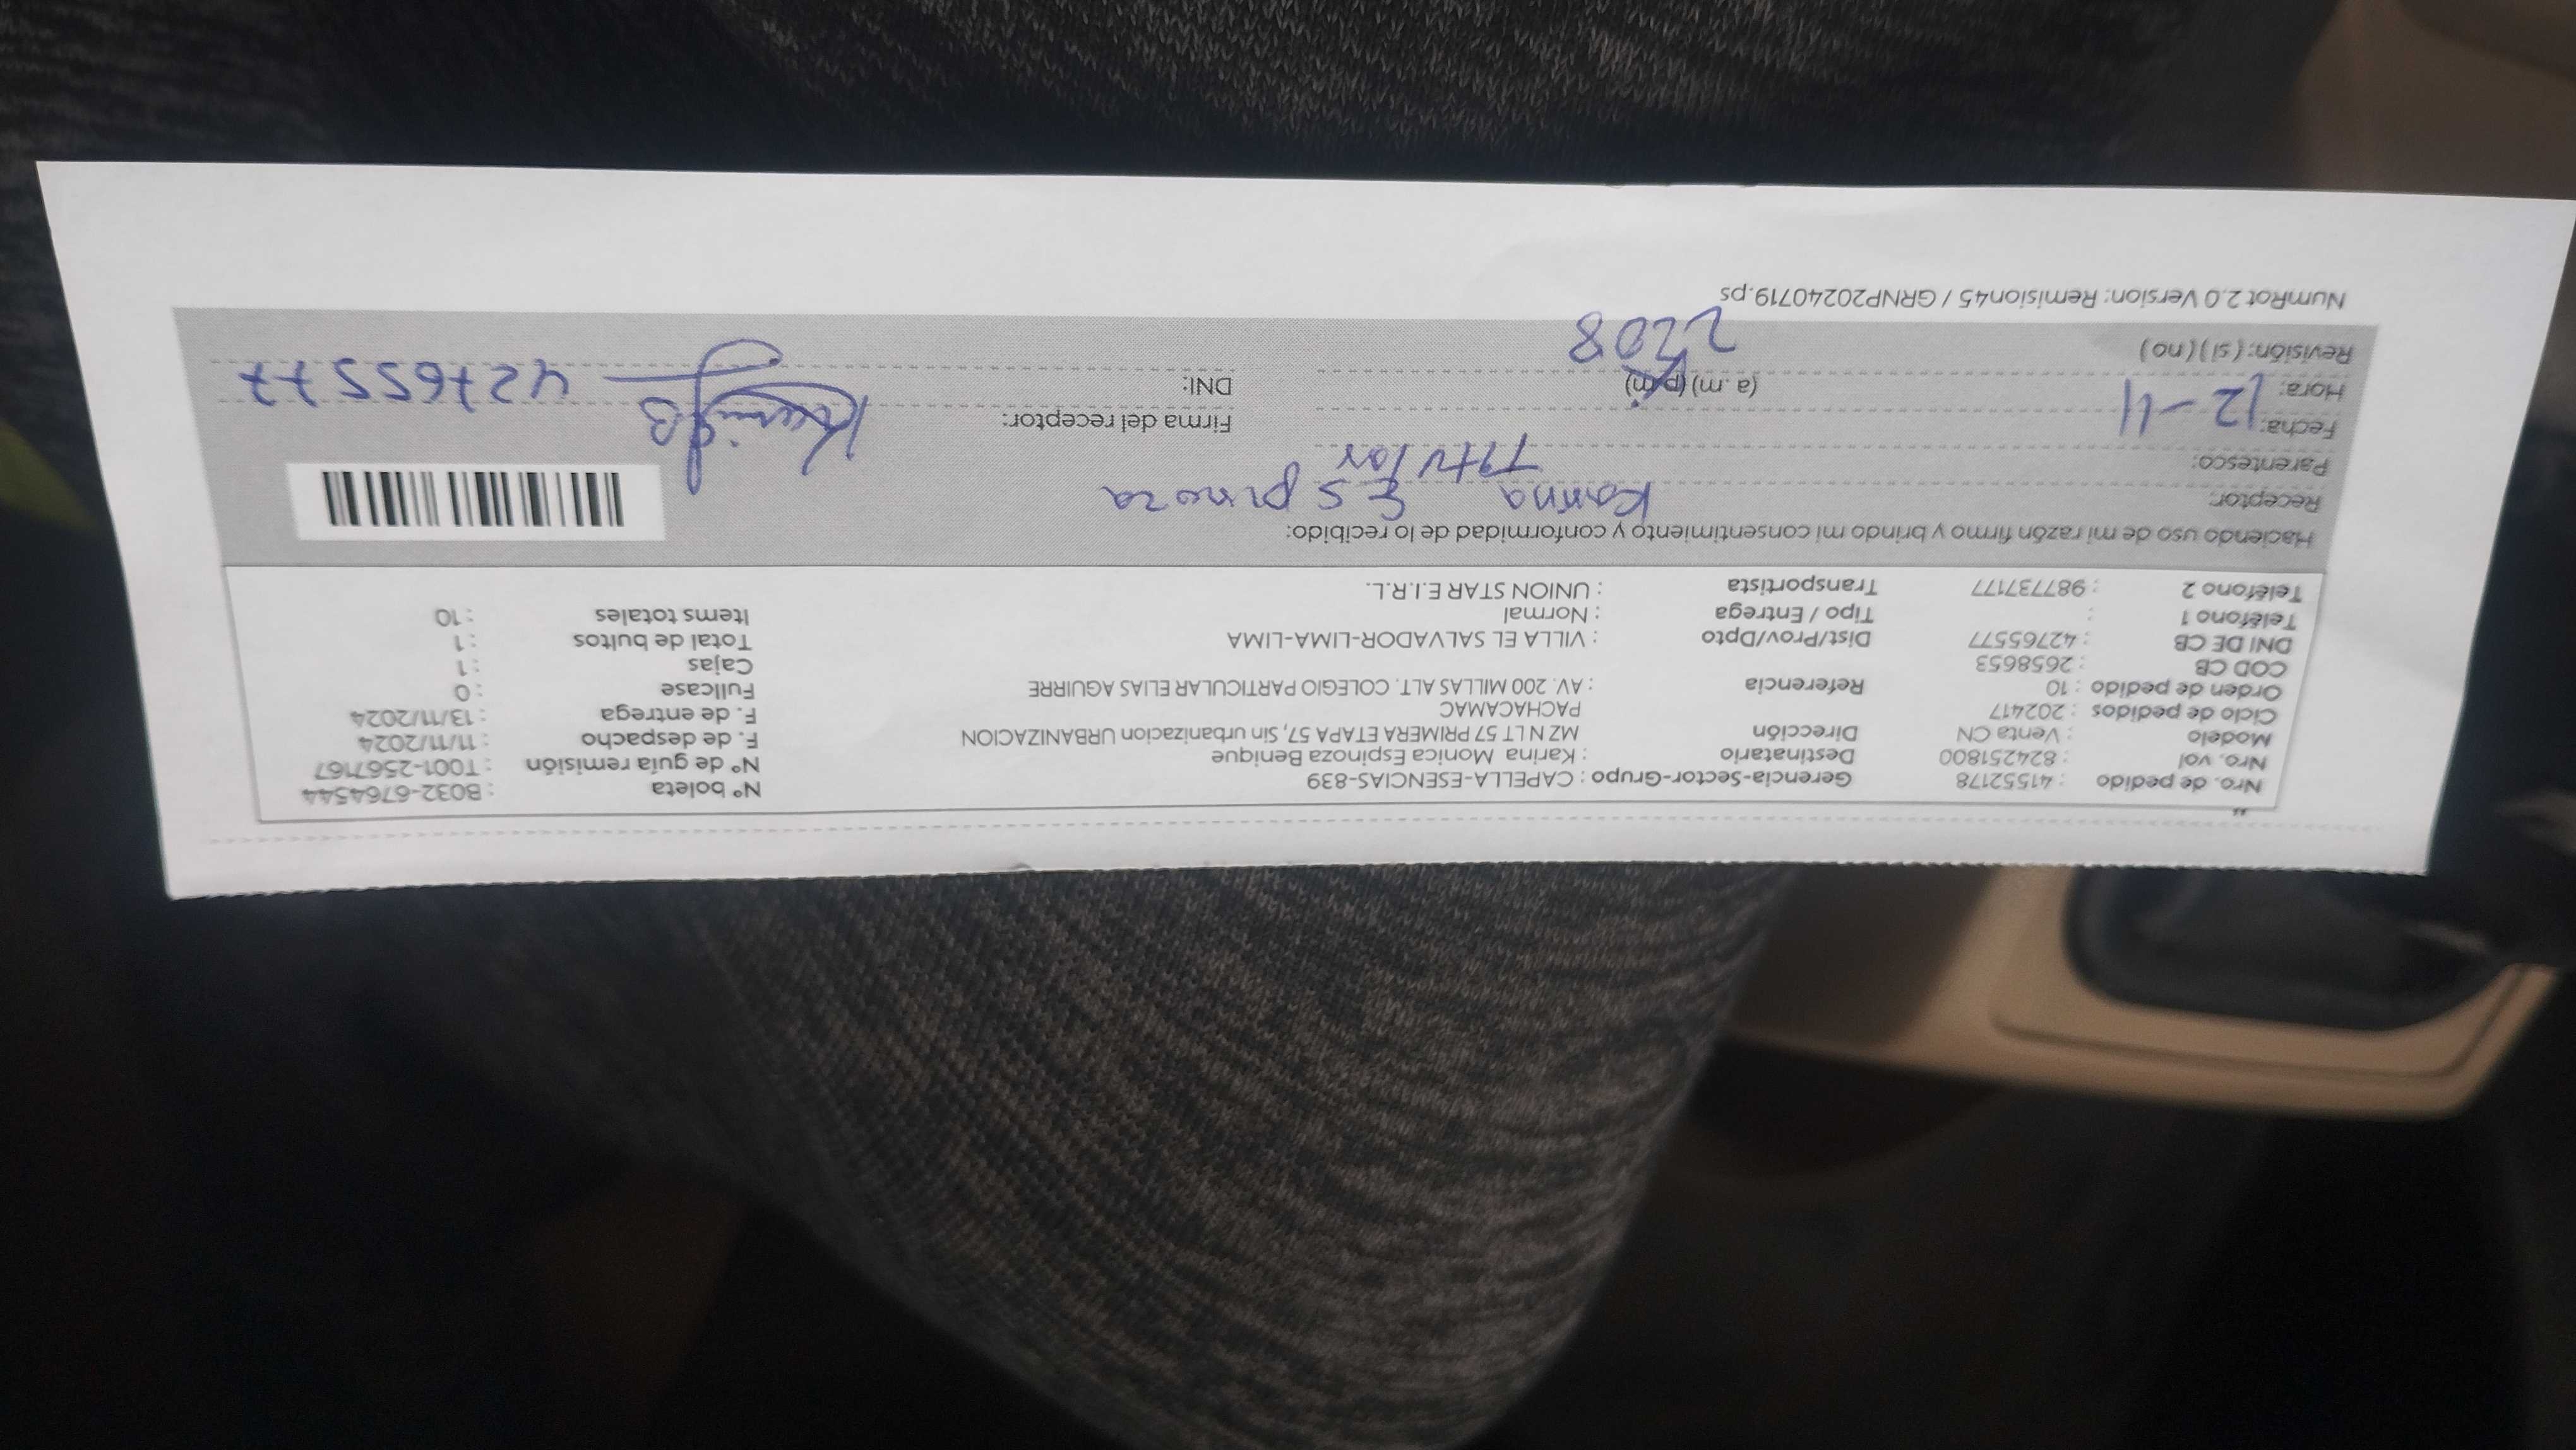 Nro. de pedido : 41552178 Gerencia-Sector-Grupo : CAPELLA-ESENCIAS-839 Nº boleta : B032-6764544
Nro. vol : 824251800 Destinatario : Karina Monica Espinoza Benique Nº de guía remisión : T001-2567167
Modelo : Venta CN Dirección MZ N LT 57 PRIMERA ETAPA 57, Sin urbanizacion URBANIZACION F. de despacho : 11/11/2024
Ciclo de pedidos : 202417 PACHACAMAC F. de entrega : 13/11/2024
Orden de pedido : 10 Referencia : AV. 200 MILLAS ALT. COLEGIO PARTICULAR ELIAS AGUIRRE Fullcase : 0
COD CB : 2658653 Cajas : 1
DNI DE CB : 42765577 Dist/Prov/Dpto : VILLA EL SALVADOR-LIMA-LIMA Total de bultos : 1
Teléfono 1 : Tipo / Entrega : Normal Items totales : 10
Teléfono 2 : 987737177 Transportista : UNION STAR E.I.R.L.
Haciendo uso de mi razón firmo y brindo mi consentimiento y conformidad de lo recibido:
Receptor: Karina Espinoza
Parentesco: Titular
Fecha: 12-11 Firma del receptor:
Hora: (a.m) (p.m) DNI: 42765577
Revisión: (si) (no) 2208
NumRot 2.0 Version: Remision45 / GRNP20240719.ps